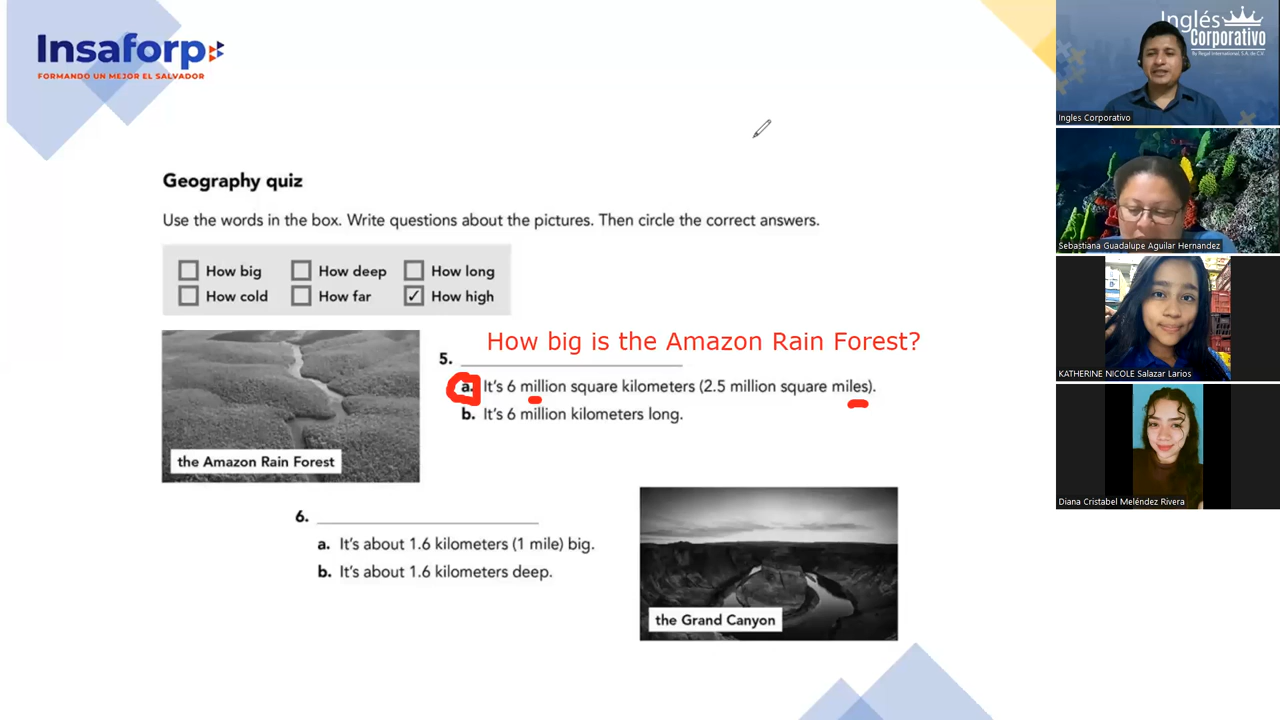 Insaforp
FORMANDO UN MEJOR EL SALVADOR
Inglés
Corporativo
By Regal International, S.A. de C.V.
Ingles Corporativo
Sebastiana Guadalupe Aguilar Hernandez
KATHERINE NICOLE Salazar Larios
Diana Cristabel Meléndez Rivera
Geography quiz
Use the words in the box. Write questions about the pictures. Then circle the correct answers.
How big How deep How long
How cold How far ✓ How high
How big is the Amazon Rain Forest?
5.
a. It's 6 million square kilometers (2.5 million square miles).
b. It's 6 million kilometers long.
the Amazon Rain Forest
6.
a. It's about 1.6 kilometers (1 mile) big.
b. It's about 1.6 kilometers deep.
the Grand Canyon